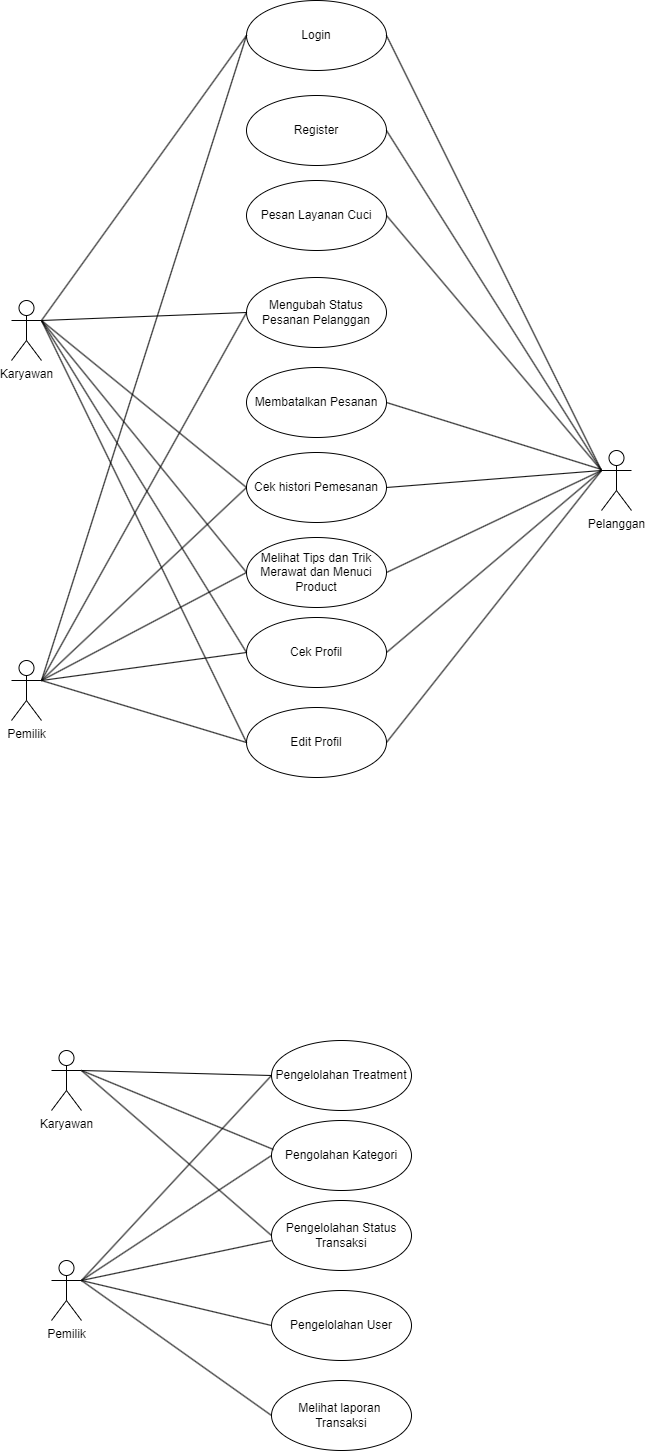 Login
Register
Pesan Layanan Cuci
Mengubah Status
Pesanan Pelanggan
Karyawan
Membatalkan Pesanan
Cek histori Pemesanan
Pelanggan
Melihat Tips dan Trik
Merawat dan Menuci
Product
Cek Profil
Pemilik
Edit Profil
Pengelolahan Treatment
Karyawan
Pengolahan Kategori
Pengelolahan Status
Transaksi
Pengelolahan User
Pemilik
Melihat laporan
Transaksi